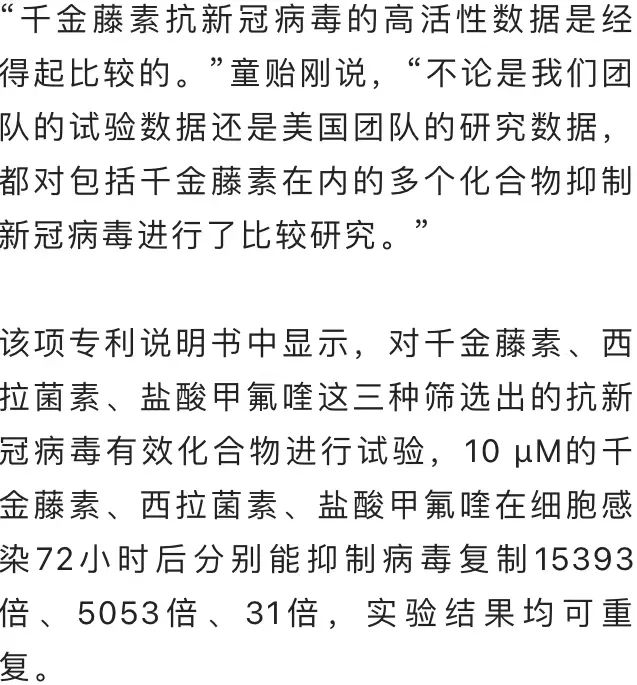 “千金藤素抗新冠病毒的高活性数据是经
得起比较的。”童贻刚说，“不论是我们团
队的试验数据还是美国团队的研究数据，
都对包括千金藤素在内的多个化合物抑制
新冠病毒进行了比较研究。”
该项专利说明书中显示，对千金藤素、西
拉菌素、盐酸甲氟喹这三种筛选出的抗新
冠病毒有效化合物进行试验，10 μM的千
金藤素、西拉菌素、盐酸甲氟喹在细胞感
染72小时后分别能抑制病毒复制15393
倍、5053倍、31倍，实验结果均可重
复。